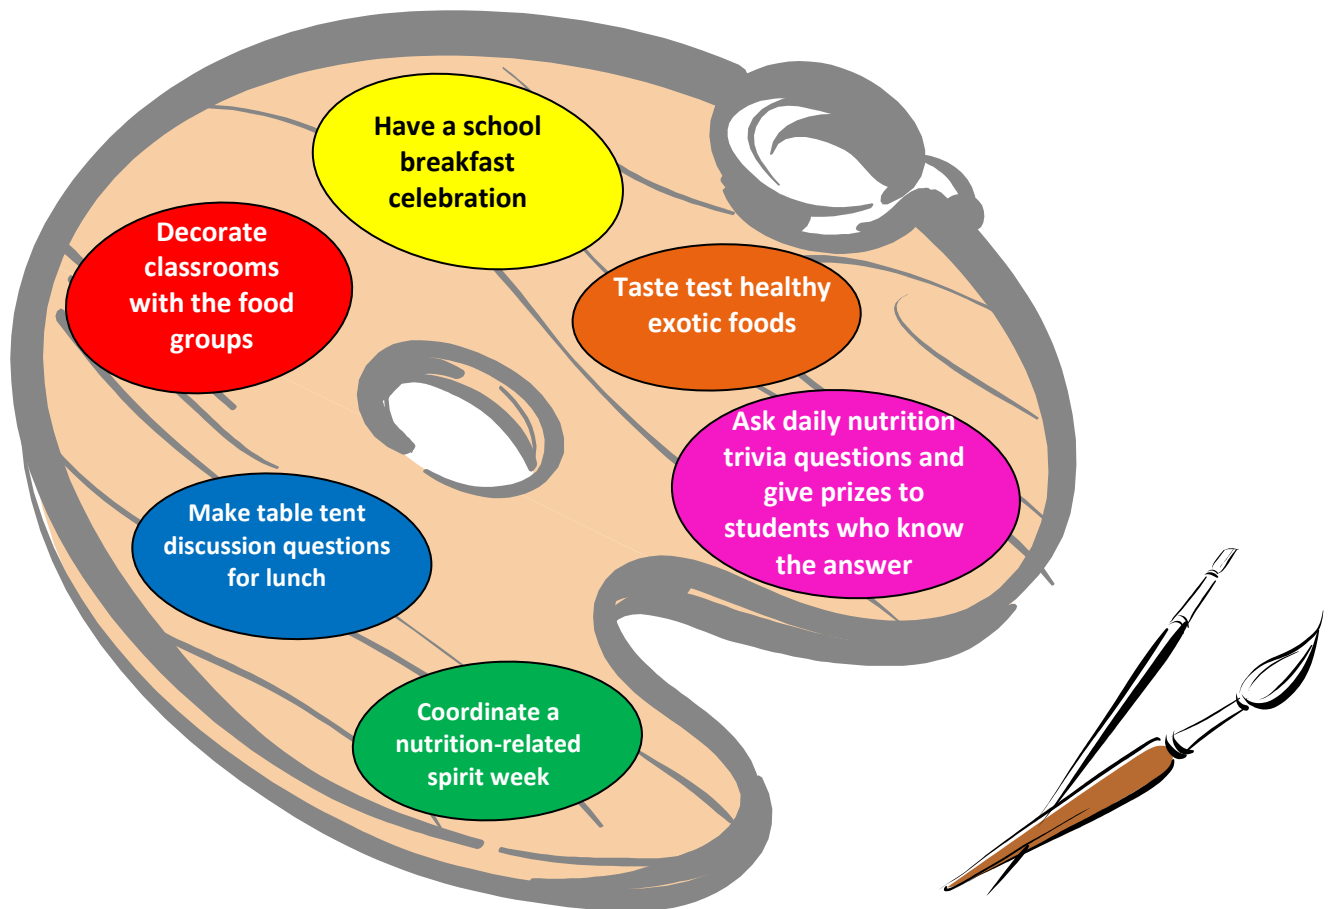 Have a school
breakfast
celebration
Decorate
classrooms
with the food
groups
Taste test healthy
exotic foods
Ask daily nutrition
trivia questions and
give prizes to
students who know
the answer
Make table tent
discussion questions
for lunch
Coordinate a
nutrition-related
spirit week